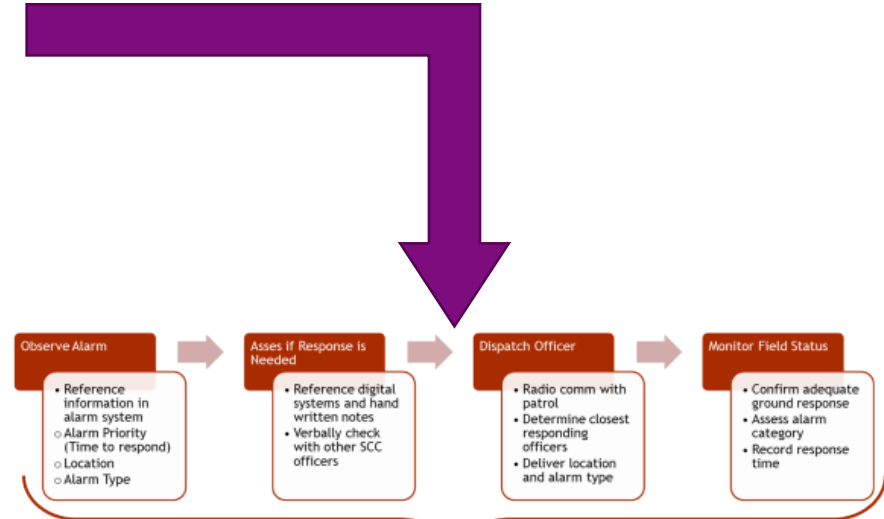 Observe Alarm
• Reference
information in
alarm system
○ Alarm Priority
(Time to respond)
○ Location
○ Alarm Type
Asses if Response is
Needed
• Reference digital
systems and hand
written notes
• Verbally check
with other SCC
officers
Dispatch Officer
• Radio comm with
patrol
• Determine closest
responding
officers
• Deliver location
and alarm type
Monitor Field Status
• Confirm adequate
ground response
• Assess alarm
category
• Record response
time